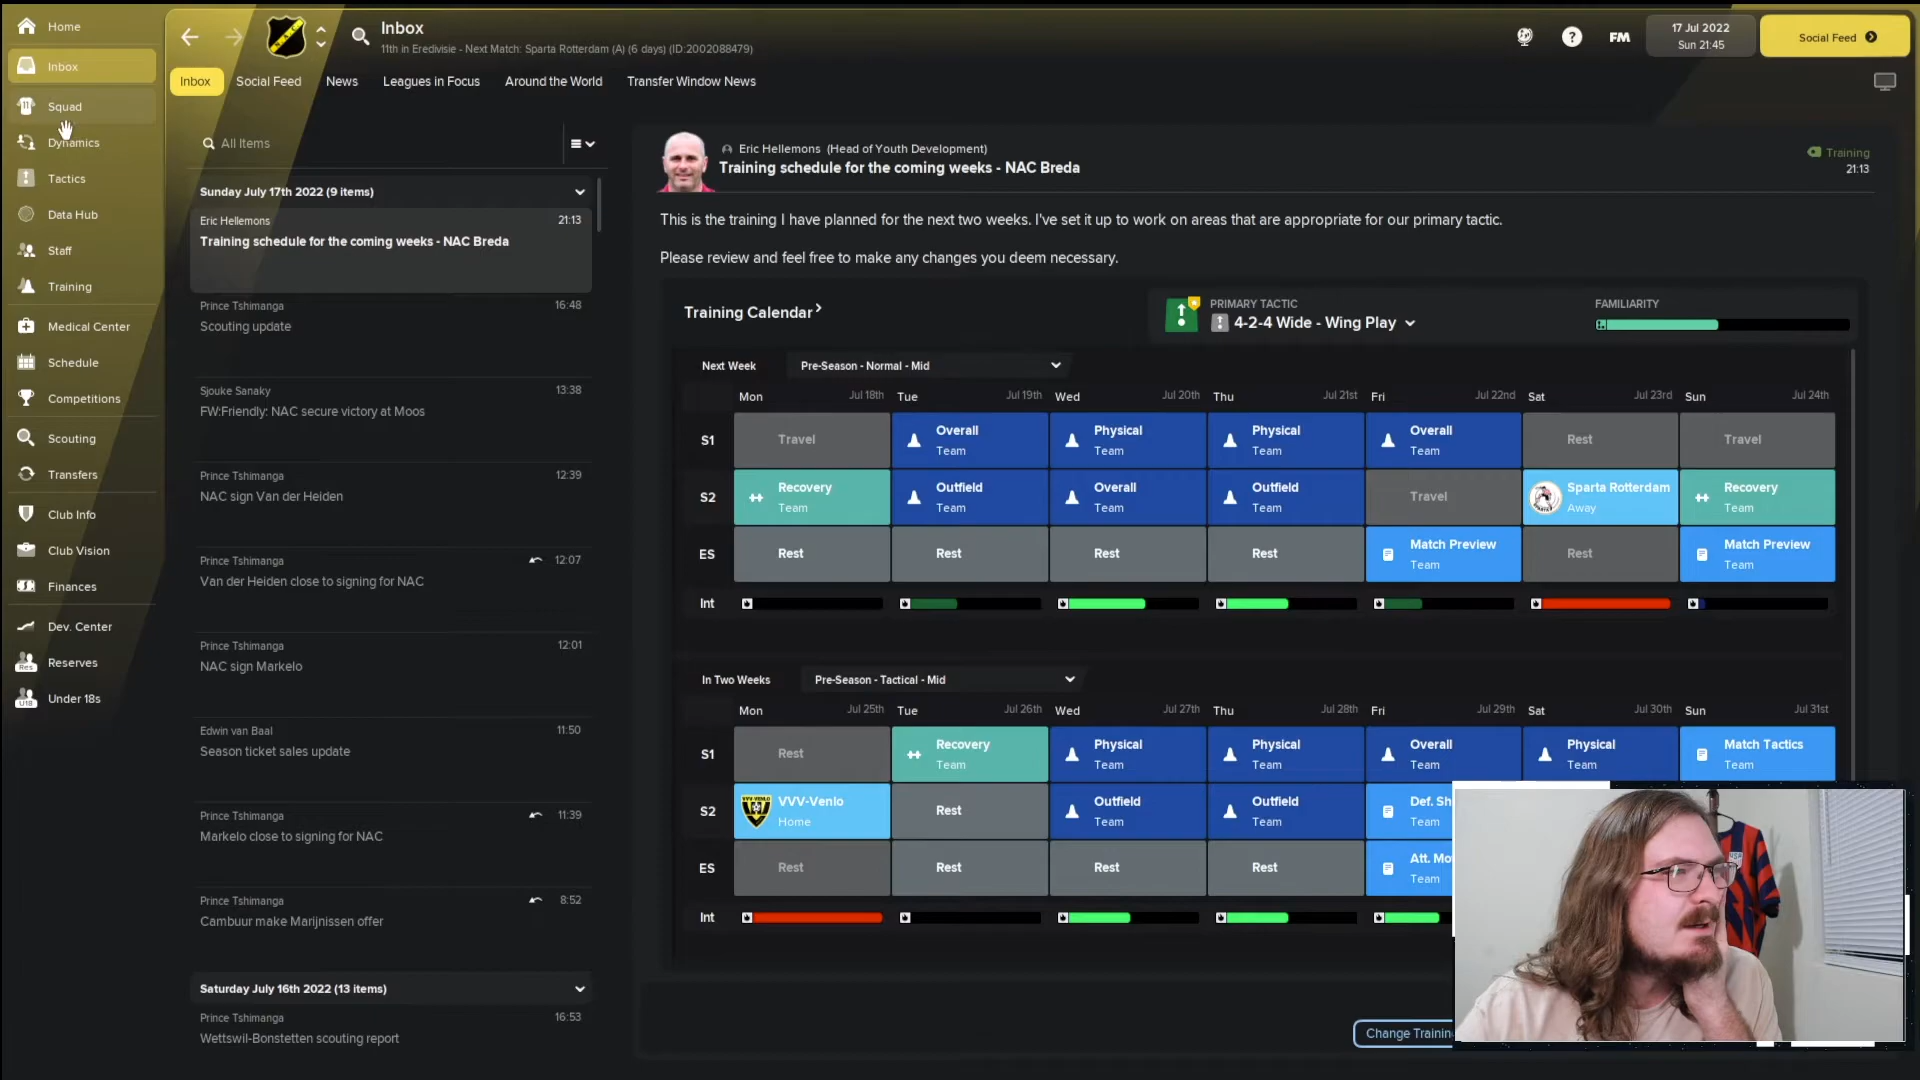 Home
Inbox
Squad
Dynamics
Tactics
Data Hub
Staff
Training
Medical Center
Schedule
Competitions
Scouting
Transfers
Club Info
Club Vision
Finances
Dev. Center
Reserves
Under 18s
Inbox
11th in Eredivisie - Next Match: Sparta Rotterdam (A) (6 days) (ID:2002088479)
FM
17 Jul 2022
Sun 21:45
Social Feed
Inbox Social Feed News Leagues in Focus Around the World Transfer Window News
All Items
Sunday July 17th 2022 (9 items)
Eric Hellemons 21:13
Training schedule for the coming weeks - NAC Breda
Prince Tshimanga 16:48
Scouting update
Sjouke Sanaky 13:38
FW:Friendly: NAC secure victory at Moos
Prince Tshimanga 12:39
NAC sign Van der Heiden
Prince Tshimanga 12:07
Van der Heiden close to signing for NAC
Prince Tshimanga 12:01
NAC sign Markelo
Edwin van Baal 11:50
Season ticket sales update
Prince Tshimanga 11:39
Markelo close to signing for NAC
Prince Tshimanga 8:52
Cambuur make Marijnissen offer
Saturday July 16th 2022 (13 items)
Prince Tshimanga 16:53
Wettswil-Bonstetten scouting report
Eric Hellemons (Head of Youth Development)
Training schedule for the coming weeks - NAC Breda
Training
21:13
This is the training I have planned for the next two weeks. I've set it up to work on areas that are appropriate for our primary tactic.
Please review and feel free to make any changes you deem necessary.
Training Calendar
PRIMARY TACTIC
4-2-4 Wide - Wing Play
FAMILIARITY
Next Week Pre-Season - Normal - Mid
Mon Jul 18th Tue Jul 19th Wed Jul 20th Thu Jul 21st Fri Jul 22nd Sat Jul 23rd Sun Jul 24th
S1 Travel Overall Team Physical Team Physical Team Overall Team Rest Travel
S2 Recovery Team Outfield Team Overall Team Outfield Team Travel Sparta Rotterdam Away Recovery Team
ES Rest Rest Rest Rest Match Preview Team Rest Match Preview Team
Int
In Two Weeks Pre-Season - Tactical - Mid
Mon Jul 25th Tue Jul 26th Wed Jul 27th Thu Jul 28th Fri Jul 29th Sat Jul 30th Sun Jul 31st
S1 Rest Recovery Team Physical Team Physical Team Overall Team Physical Team Match Tactics Team
S2 VVV-Venlo Home Rest Outfield Team Outfield Team Def. Sh Team
ES Rest Rest Rest Rest Att. Mo Team
Int
Change Trainin